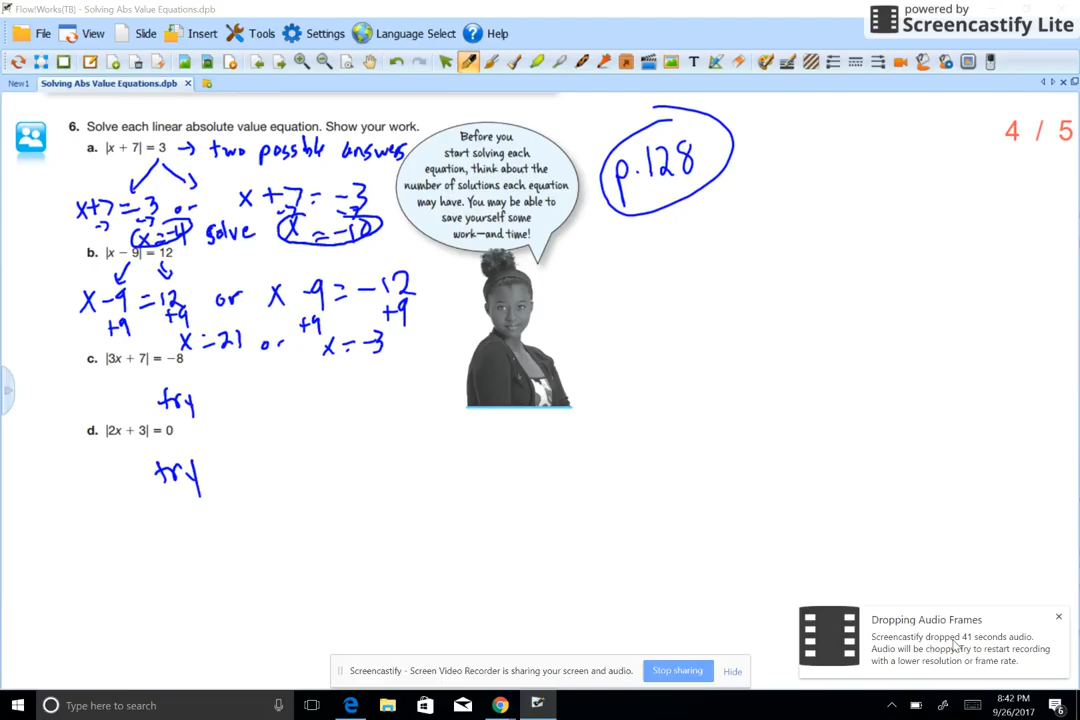 Flow!Works(TB) - Solving Abs Value Equations.dpb
powered by
Screencastify Lite
File View Slide Insert Tools Settings Language Select Help
New1 Solving Abs Value Equations.dpb
4 / 5
6. Solve each linear absolute value equation. Show your work.
a. |x + 7| = 3 → two possible answers
x+7 = 3 or x + 7 = -3
-7 -7 -7 -7
x = -4 solve x = -10
b. |x − 9| = 12
x - 9 = 12 or x - 9 = -12
+9 +9 +9 +9
x = 21 or x = -3
c. |3x + 7| = −8
try
d. |2x + 3| = 0
try
Before you
start solving each
equation, think about the
number of solutions each equation
may have. You may be able to
save yourself some
work—and time!
p.128
Dropping Audio Frames
Screencastify dropped 41 seconds audio.
Audio will be choppy. Try to restart recording
with a lower resolution or frame rate.
Screencastify - Screen Video Recorder is sharing your screen and audio. Stop sharing Hide
Type here to search
8:42 PM
9/26/2017
6